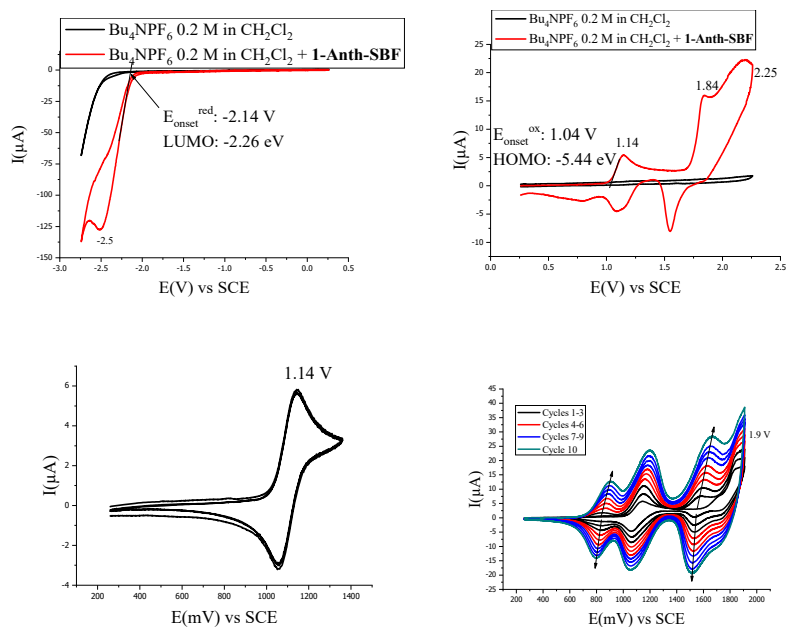 Bu₄NPF₆ 0.2 M in CH₂Cl₂
Bu₄NPF₆ 0.2 M in CH₂Cl₂ + 1-Anth-SBF
0
-25
-50
-75
-100
-125
-150
I(µA)
E_onset^red: -2.14 V
LUMO: -2.26 eV
-2.5
-3.0 -2.5 -2.0 -1.5 -1.0 -0.5 0.0 0.5
E(V) vs SCE
Bu₄NPF₆ 0.2 M in CH₂Cl₂
Bu₄NPF₆ 0.2 M in CH₂Cl₂ + 1-Anth-SBF
25
20
15
10
5
0
-5
-10
I(µA)
2.25
1.84
E_onset^ox: 1.04 V
1.14
HOMO: -5.44 eV
0.0 0.5 1.0 1.5 2.0 2.5
E(V) vs SCE
1.14 V
6
4
2
0
-2
-4
I(µA)
200 400 600 800 1000 1200 1400
E(mV) vs SCE
45
40
35
30
25
20
15
10
5
0
-5
-10
-15
-20
-25
I(µA)
Cycles 1-3
Cycles 4-6
Cycles 7-9
Cycle 10
1.9 V
200 400 600 800 1000 1200 1400 1600 1800 2000
E(mV) vs SCE